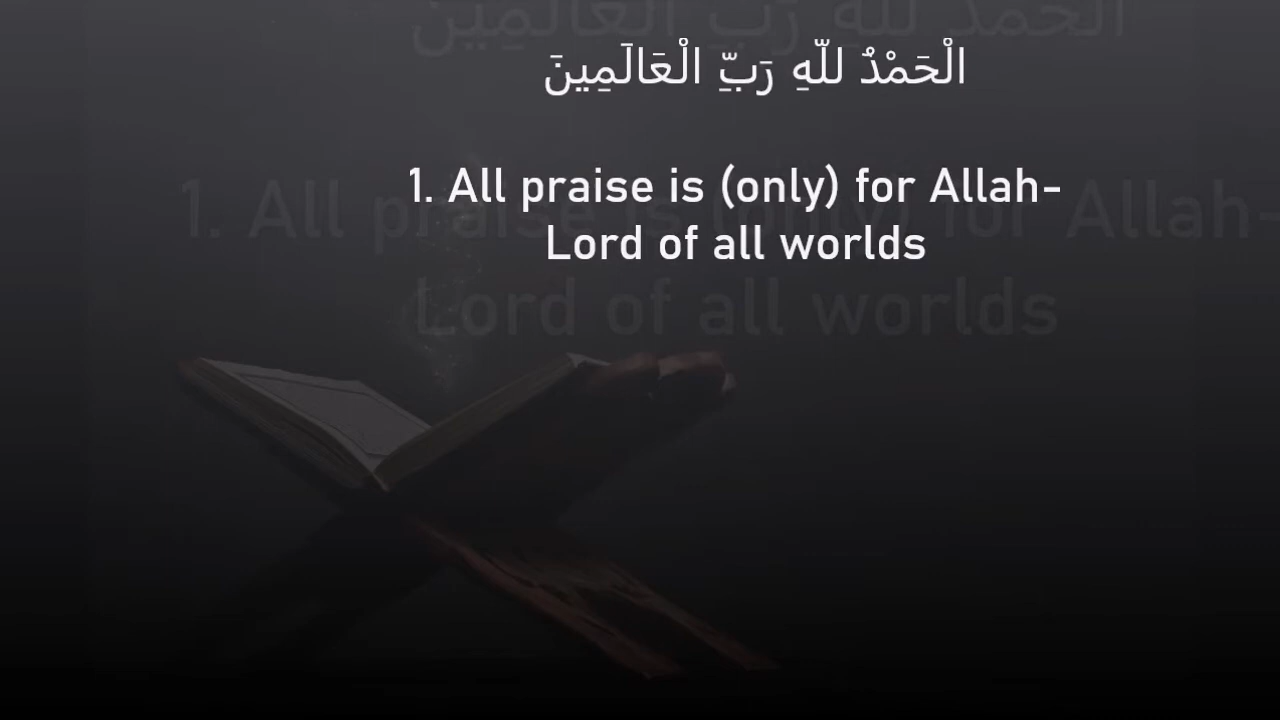 الْحَمْدُ للّهِ رَبِّ الْعَالَمِينَ
1. All praise is (only) for Allah-
Lord of all worlds